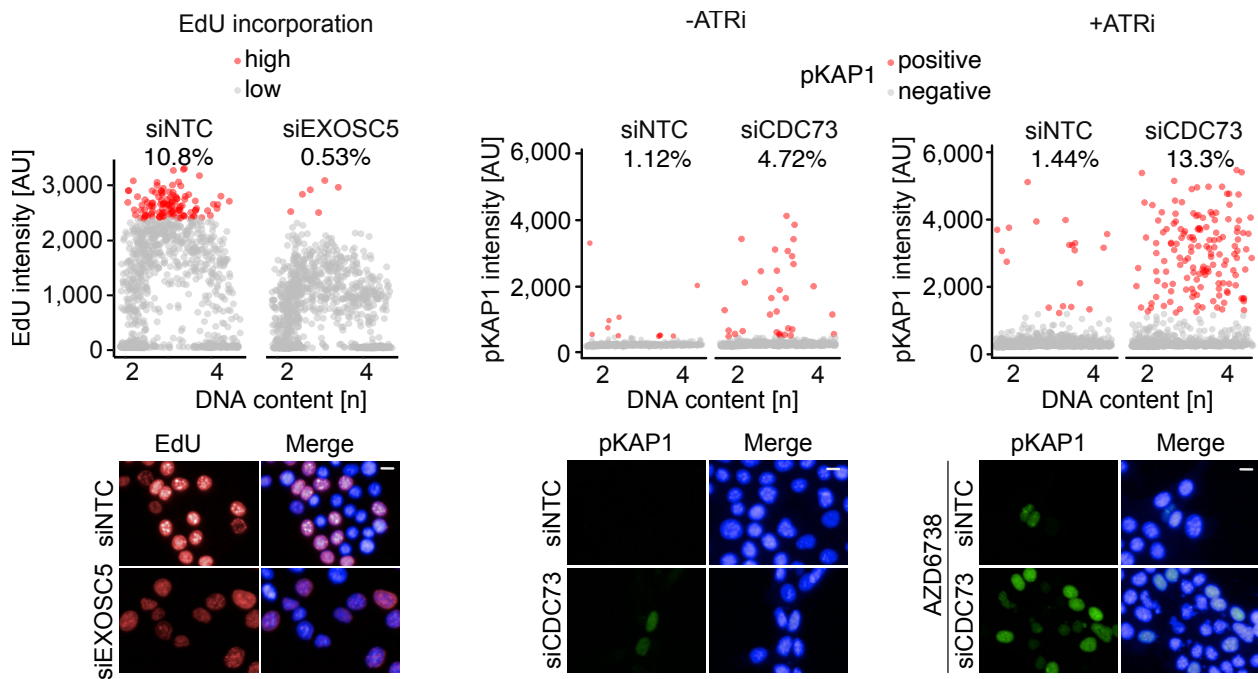 EdU incorporation
high
low
siNTC
10.8%
siEXOSC5
0.53%
EdU intensity [AU]
3,000
2,000
1,000
0
2
4
2
4
DNA content [n]
-ATRi
+ATRi
pKAP1
positive
negative
siNTC
1.12%
siCDC73
4.72%
pKAP1 intensity [AU]
6,000
4,000
2,000
0
2
4
2
4
DNA content [n]
siNTC
1.44%
siCDC73
13.3%
pKAP1 intensity [AU]
6,000
4,000
2,000
0
2
4
2
4
DNA content [n]
EdU
Merge
siNTC
siEXOSC5
pKAP1
Merge
siNTC
siCDC73
pKAP1
Merge
AZD6738
siNTC
siCDC73